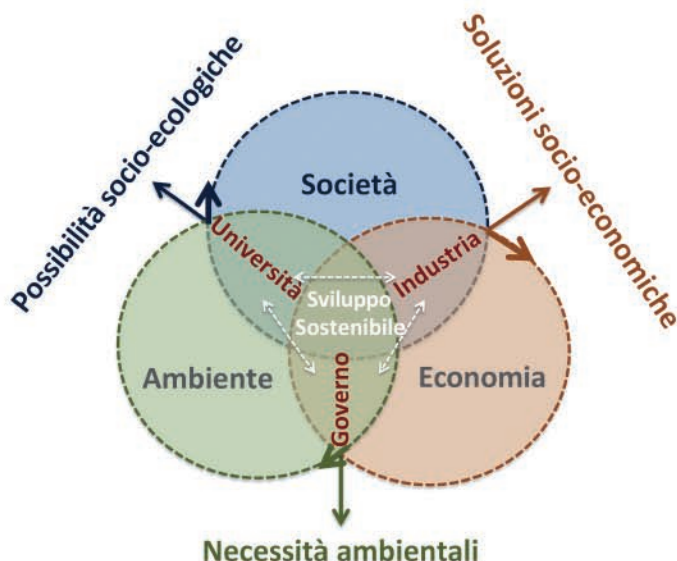 Possibilità socio-ecologiche
Soluzioni socio-economiche
Società
Università
Industria
Sviluppo
Sostenibile
Ambiente
Governo
Economia
Necessità ambientali